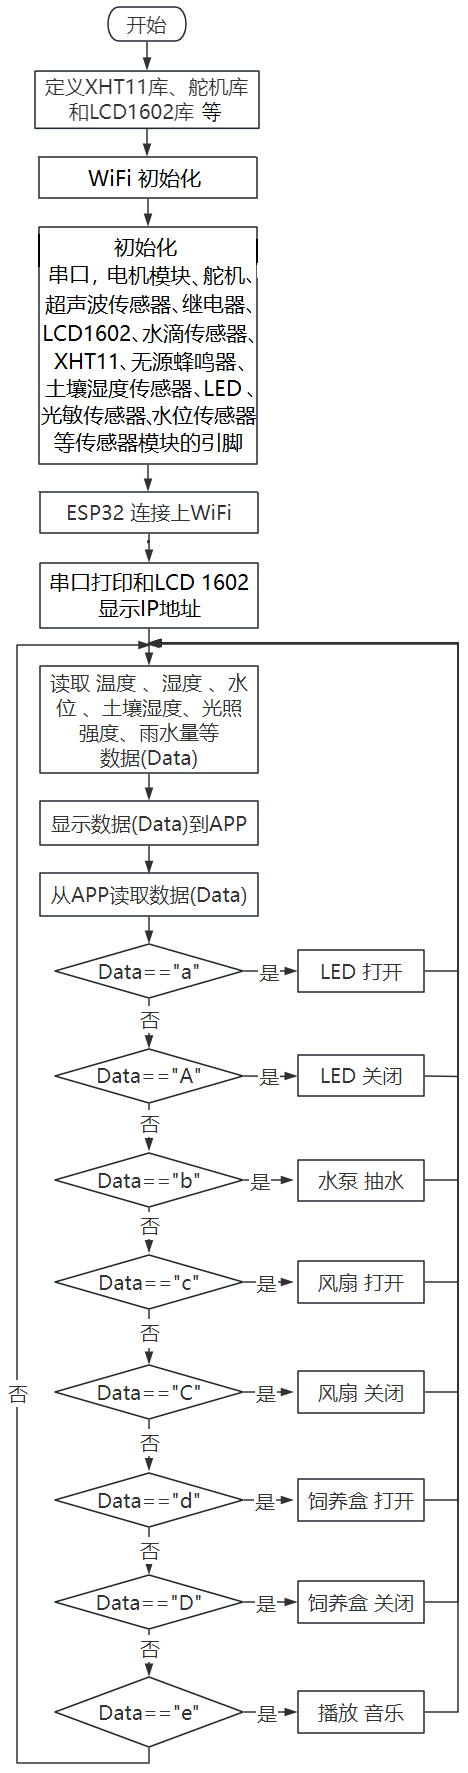 开始
定义XHT11库、舵机库
和LCD1602库 等
WiFi 初始化
初始化
串口, 电机模块、舵机、
超声波传感器、继电器、
LCD1602、水滴传感器、
XHT11、无源蜂鸣器、
土壤湿度传感器、LED 、
光敏传感器、水位传感器
等传感器模块的引脚
ESP32 连接上WiFi
串口打印和LCD 1602
显示IP地址
读取 温度 、湿度 、水
位 、土壤湿度、光照
强度、雨水量等
数据(Data)
显示数据(Data)到APP
从APP读取数据(Data)
Data=="a"
是
LED 打开
否
Data=="A"
是
LED 关闭
否
Data=="b"
是
水泵 抽水
否
Data=="c"
是
风扇 打开
否
Data=="C"
是
风扇 关闭
否
否
Data=="d"
是
饲养盒 打开
否
Data=="D"
是
饲养盒 关闭
否
Data=="e"
是
播放 音乐